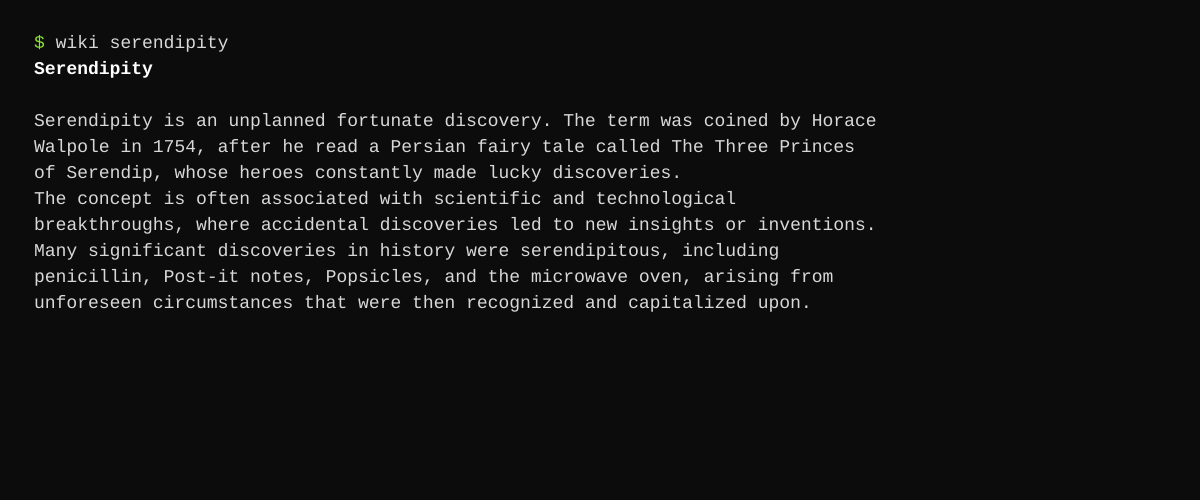 $ wiki serendipity
Serendipity
Serendipity is an unplanned fortunate discovery. The term was coined by Horace
Walpole in 1754, after he read a Persian fairy tale called The Three Princes
of Serendip, whose heroes constantly made lucky discoveries.
The concept is often associated with scientific and technological
breakthroughs, where accidental discoveries led to new insights or inventions.
Many significant discoveries in history were serendipitous, including
penicillin, Post-it notes, Popsicles, and the microwave oven, arising from
unforeseen circumstances that were then recognized and capitalized upon.